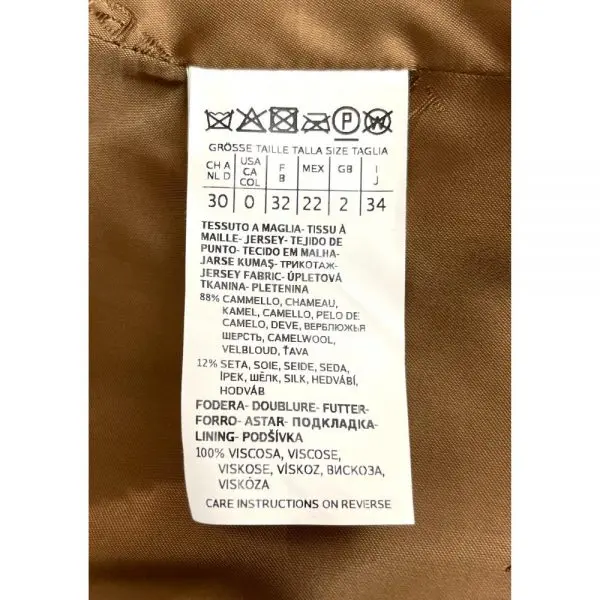 P W
GRÖSSE TAILLE TALLA SIZE TAGLIA
CH A USA F MEX GB I
NL D CA B J
COL
30 0 32 22 2 34
TESSUTO A MAGLIA- TISSU À
MAILLE- JERSEY- TEJIDO DE
PUNTO- TECIDO EM MALHA-
JARSE KUMAŞ- ТРИКОТАЖ-
JERSEY FABRIC- ÚPLETOVÁ
TKANINA- PLETENINA
88% CAMMELLO, CHAMEAU,
KAMEL, CAMELLO, PELO DE
CAMELO, DEVE, ВЕРБЛЮЖЬЯ
ШЕРСТЬ, CAMELWOOL,
VELBLOUD, ŤAVA
12% SETA, SOIE, SEIDE, SEDA,
İPEK, ШЁЛК, SILK, HEDVÁBÍ,
HODVÁB
FODERA- DOUBLURE- FUTTER-
FORRO- ASTAR- ПОДКЛАДКА-
LINING- PODŠÍVKA
100% VISCOSA, VISCOSE,
VISKOSE, VİSKOZ, ВИСКОЗА,
VISKÓZA
CARE INSTRUCTIONS ON REVERSE